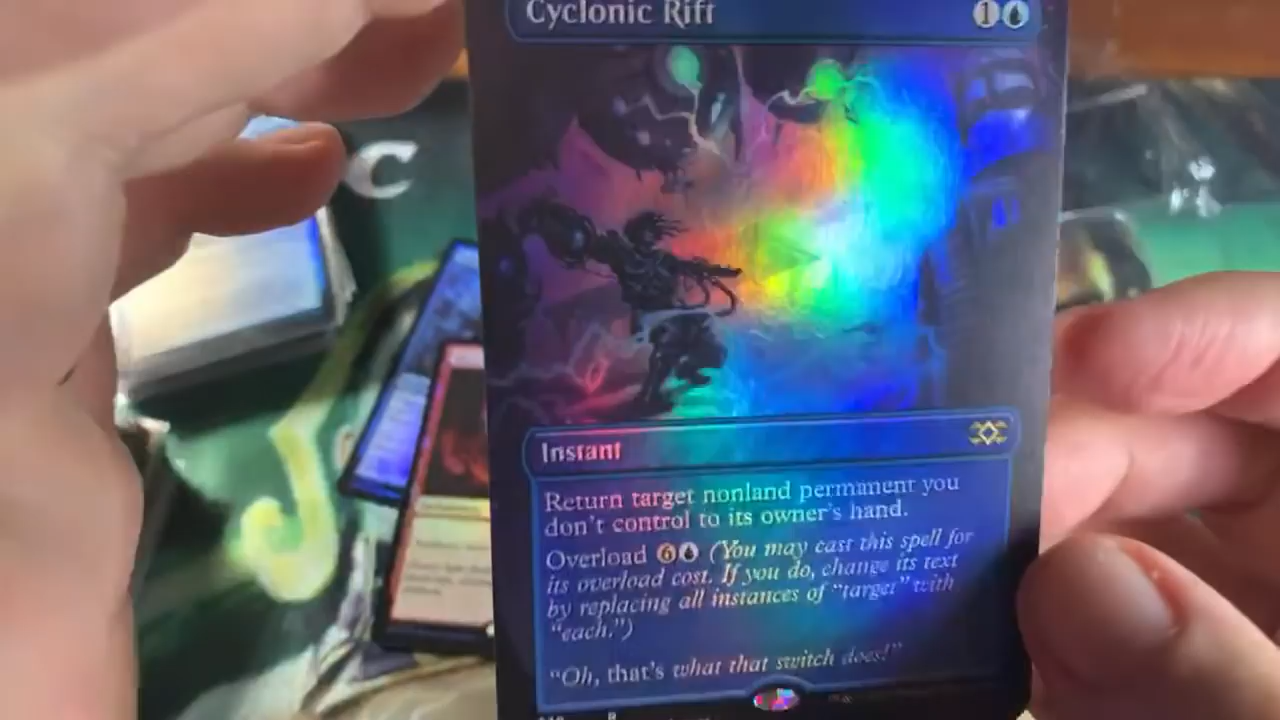 Cyclonic Rift 1
C
Instant
Return target nonland permanent you
don't control to its owner's hand.
Overload 6 (You may cast this spell for
its overload cost. If you do, change its text
by replacing all instances of "target" with
"each.")
"Oh, that's what that switch does!"
R